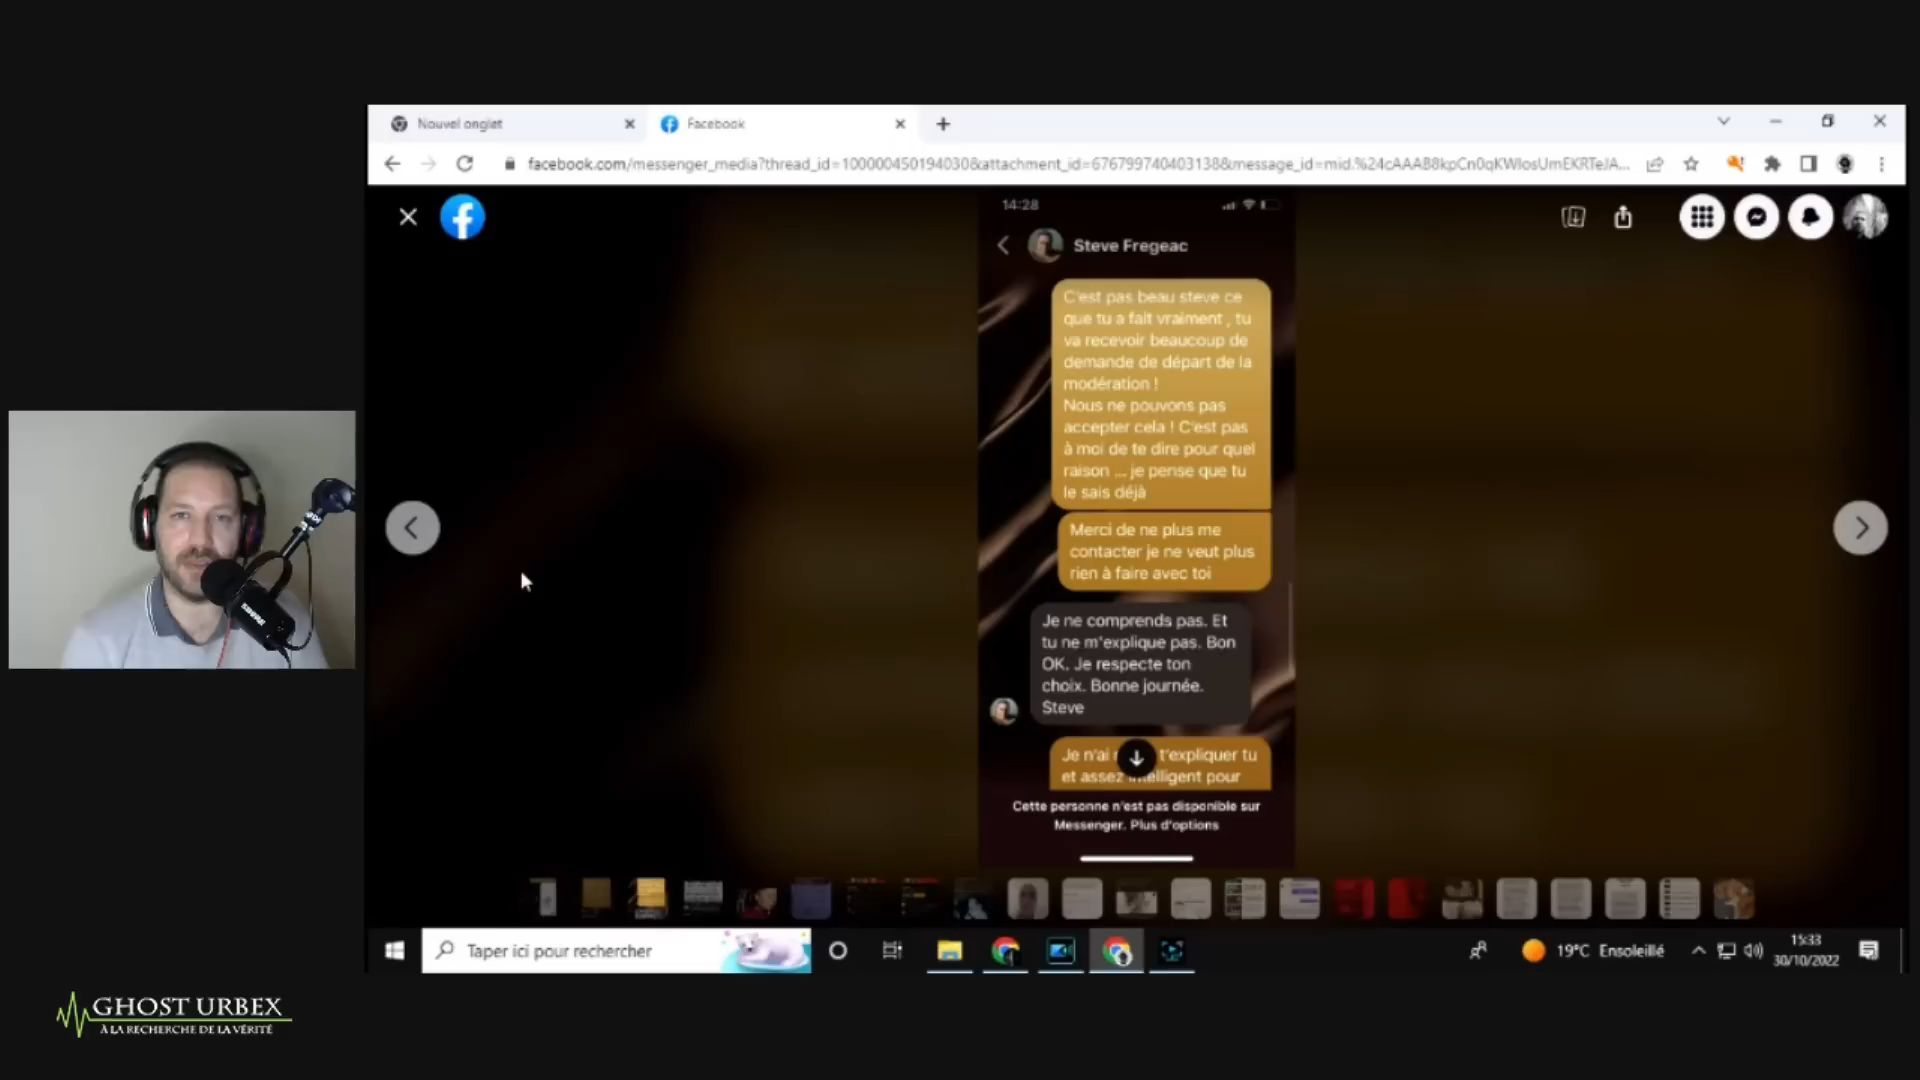 Nouvel onglet
Facebook
facebook.com/messenger_media?thread_id=100000450194030&attachment_id=676799740403138&message_id=mid.%24cAAAB8kpCn0qKWIosUmEKRTeJA...
14:28
Steve Fregeac
C'est pas beau steve ce
que tu a fait vraiment , tu
va recevoir beaucoup de
demande de départ de la
modération !
Nous ne pouvons pas
accepter cela ! C'est pas
à moi de te dire pour quel
raison ... je pense que tu
le sais déjà
Merci de ne plus me
contacter je ne veut plus
rien à faire avec toi
Je ne comprends pas. Et
tu ne m'explique pas. Bon
OK. Je respecte ton
choix. Bonne journée.
Steve
Je n'ai t'expliquer tu
et assez intelligent pour
Cette personne n'est pas disponible sur
Messenger. Plus d'options
Taper ici pour rechercher
19°C Ensoleillé
15:33
30/10/2022
GHOST URBEX
À LA RECHERCHE DE LA VÉRITÉ